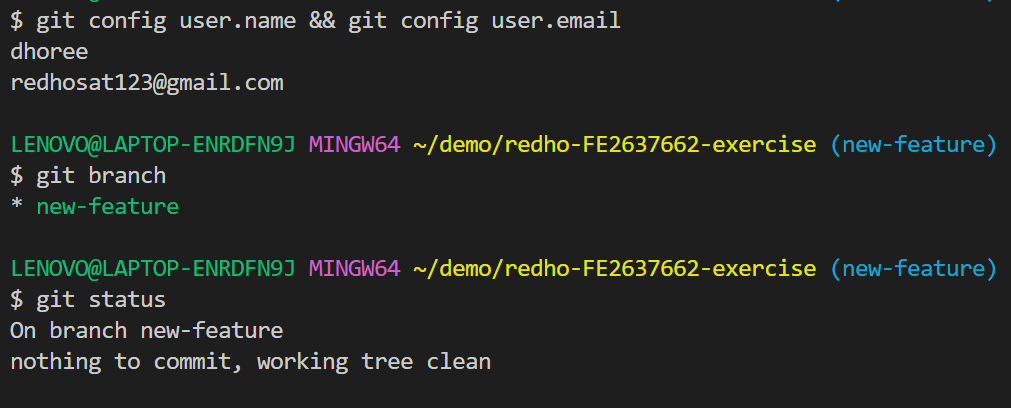 $ git config user.name && git config user.email
dhoree
redhosat123@gmail.com
LENOVO@LAPTOP-ENRDFN9J MINGW64 ~/demo/redho-FE2637662-exercise (new-feature)
$ git branch
* new-feature
LENOVO@LAPTOP-ENRDFN9J MINGW64 ~/demo/redho-FE2637662-exercise (new-feature)
$ git status
On branch new-feature
nothing to commit, working tree clean